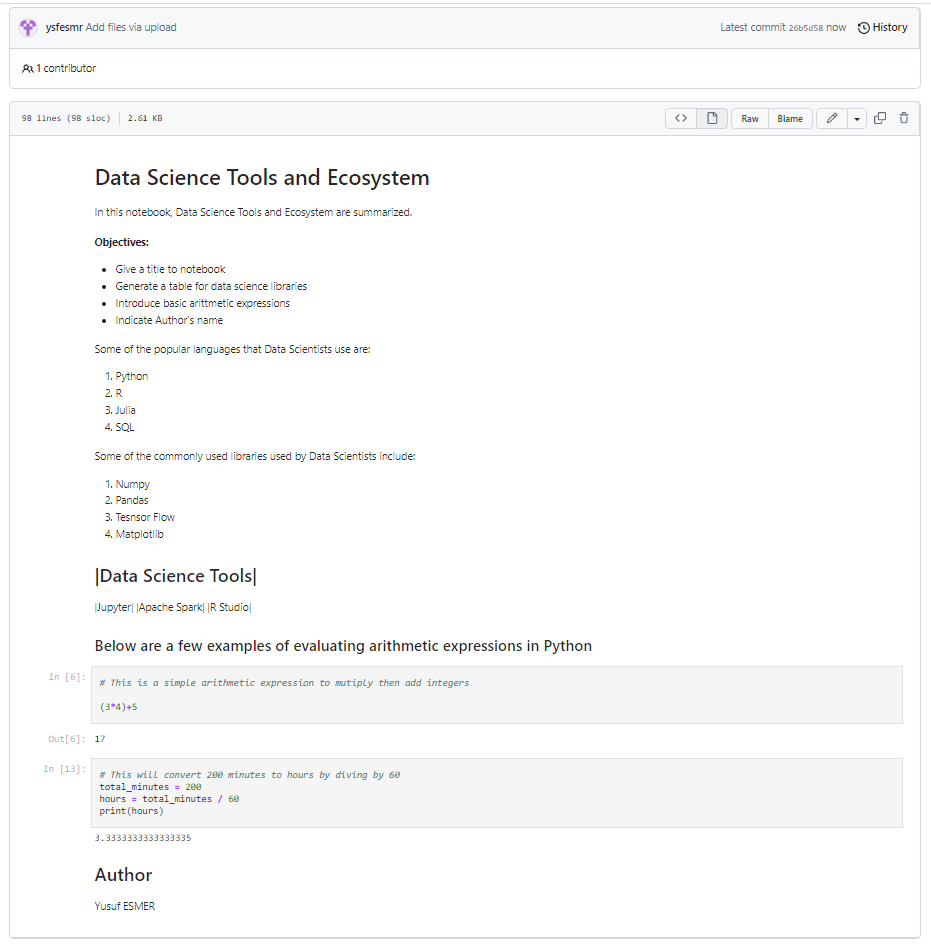 ysfesmr Add files via upload Latest commit 26b5d58 now History
1 contributor
98 lines (98 sloc) 2.61 KB Raw Blame
Data Science Tools and Ecosystem
In this notebook, Data Science Tools and Ecosystem are summarized.
Objectives:
• Give a title to notebook
• Generate a table for data science libraries
• Introduce basic arittmetic expressions
• Indicate Author's name
Some of the popular languages that Data Scientists use are:
1. Python
2. R
3. Julia
4. SQL
Some of the commonly used libraries used by Data Scientists include:
1. Numpy
2. Pandas
3. Tesnsor Flow
4. Matplotlib
|Data Science Tools|
|Jupyter| |Apache Spark| |R Studio|
Below are a few examples of evaluating arithmetic expressions in Python
In [6]: # This is a simple arithmetic expression to mutiply then add integers
(3*4)+5
Out[6]: 17
In [13]: # This will convert 200 minutes to hours by diving by 60
total_minutes = 200
hours = total_minutes / 60
print(hours)
3.3333333333333335
Author
Yusuf ESMER